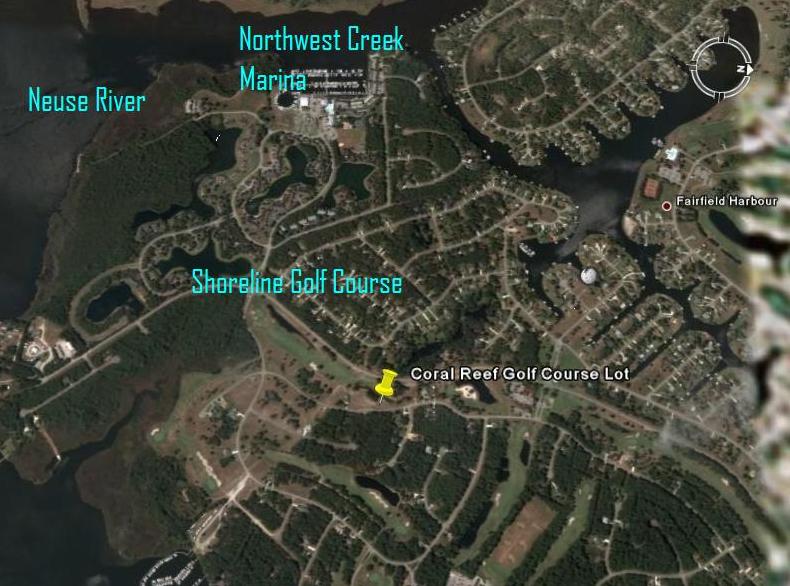 Northwest Creek
Marina
Neuse River
N
Fairfield Harbour
Shoreline Golf Course
Coral Reef Golf Course Lot